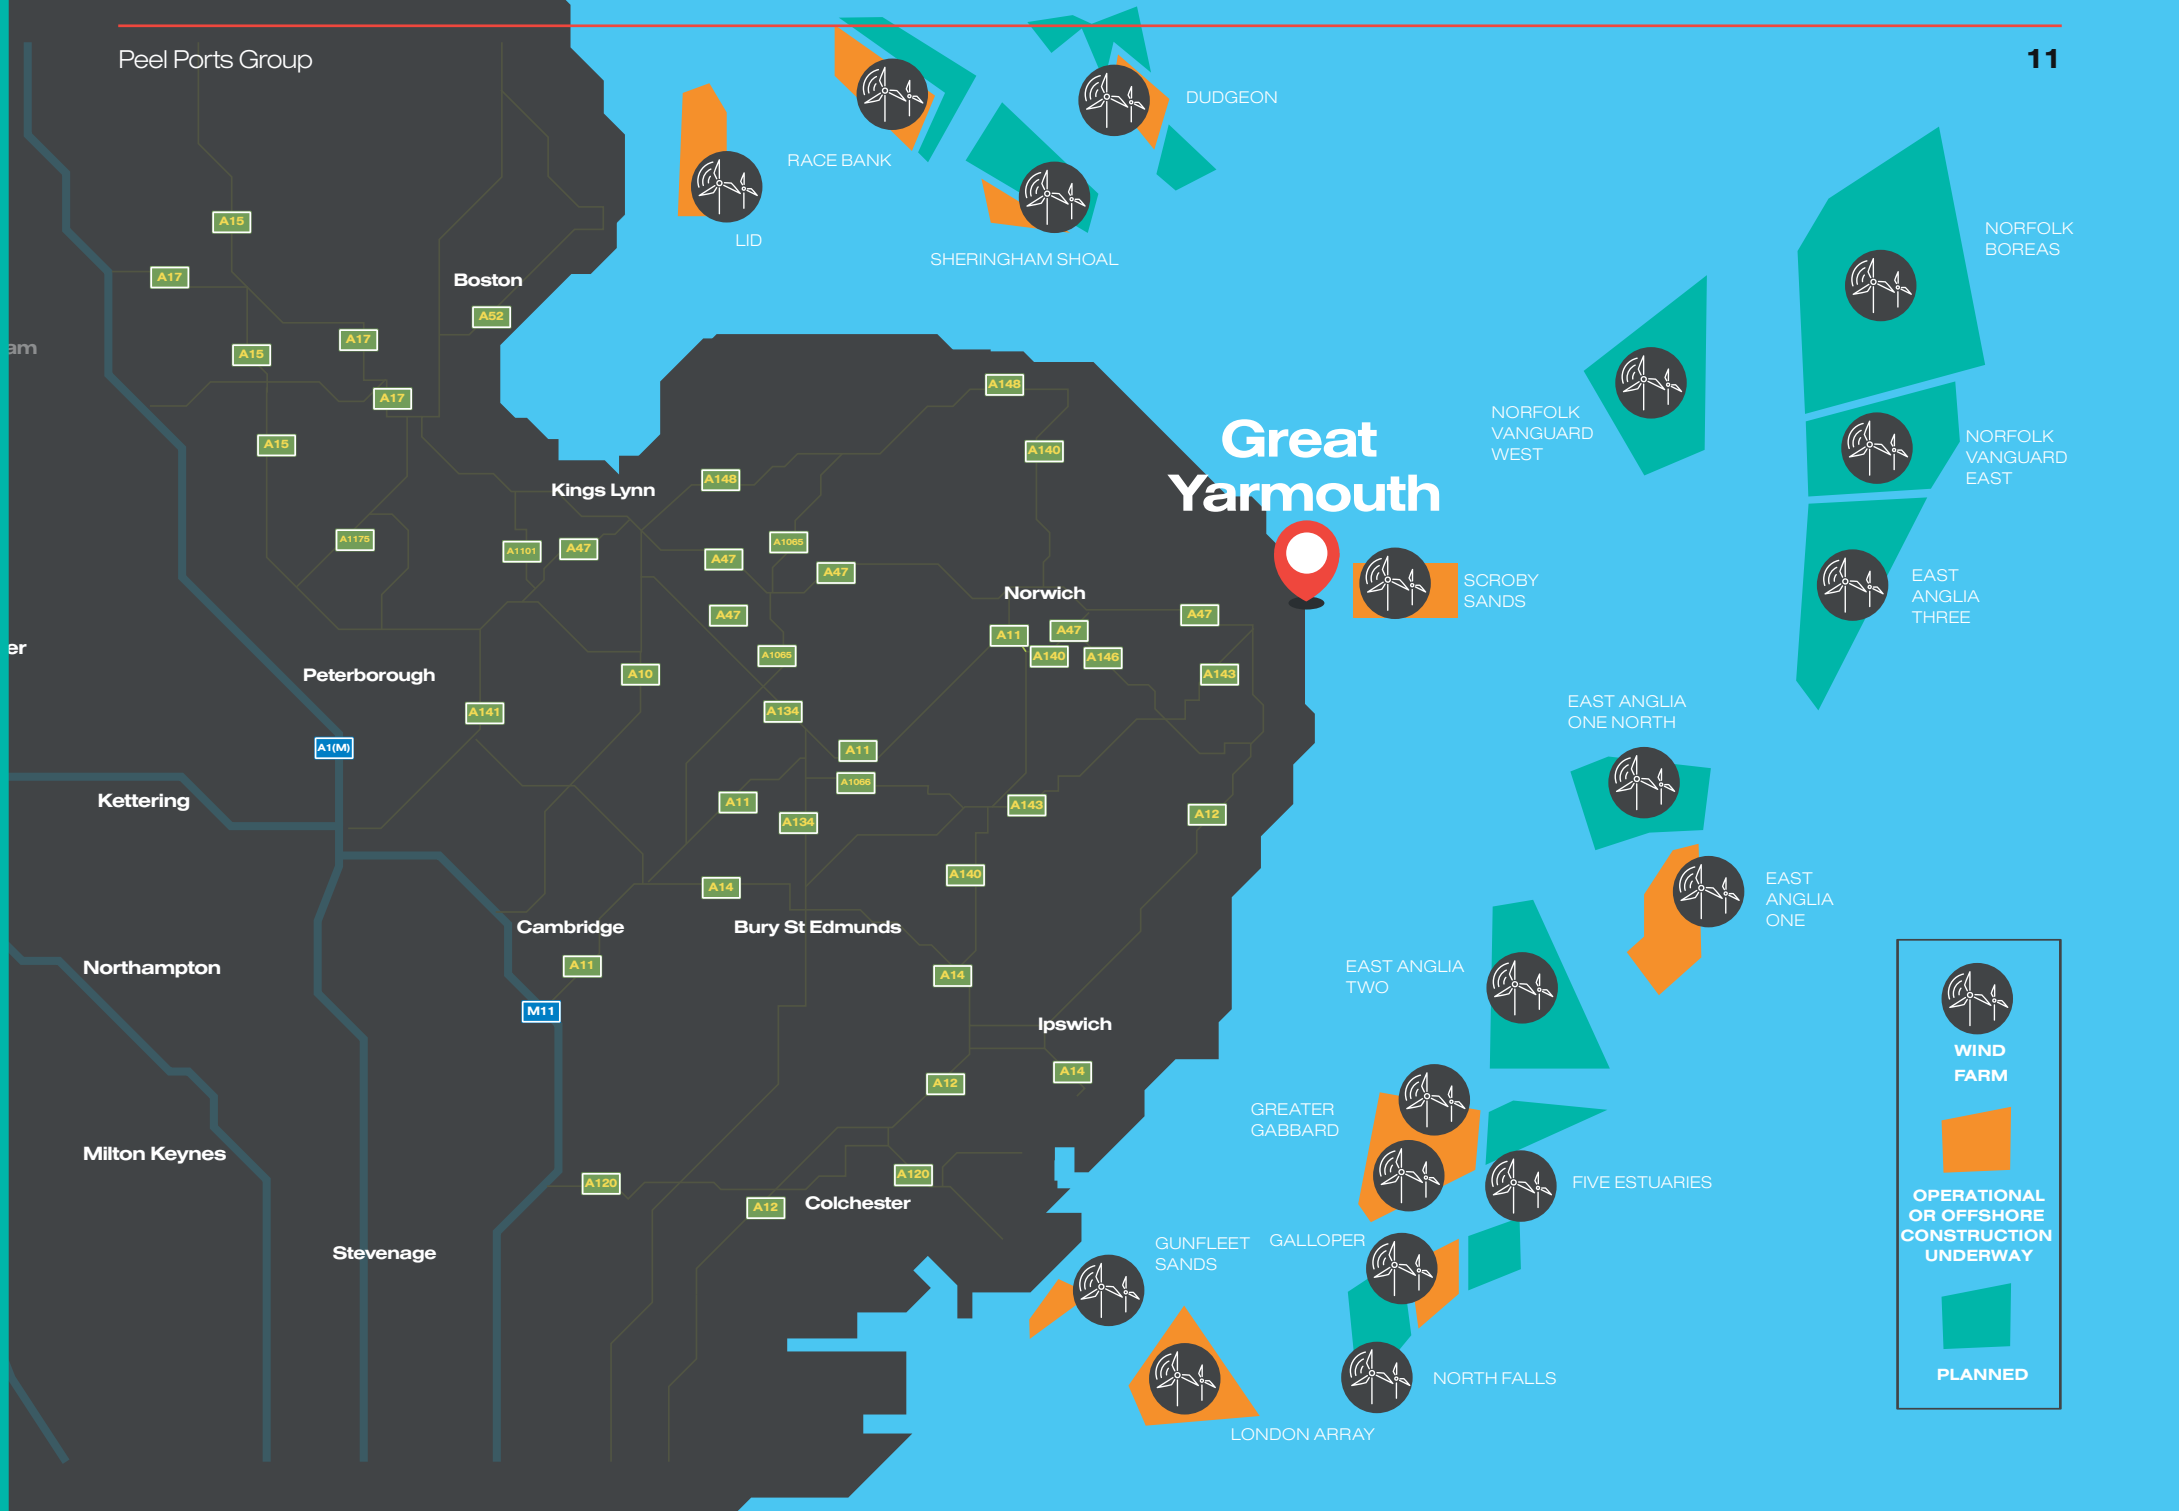 Peel Ports Group
11
DUDGEON
RACE BANK
LID
SHERINGHAM SHOAL
NORFOLK
BOREAS
A15
A17
Boston
A52
A17
A15
am
A17
A148
NORFOLK
VANGUARD
WEST
Great
Yarmouth
NORFOLK
VANGUARD
EAST
A15
A140
A148
Kings Lynn
A1175
A1101
A47
A47
A1065
A47
SCROBY
SANDS
EAST
ANGLIA
THREE
Norwich
A47
A47
A11
A47
A140
A146
A1065
er
Peterborough
A10
A143
A141
A134
EAST ANGLIA
ONE NORTH
A1(M)
A11
A1066
Kettering
A11
A134
A143
A12
A14
A140
EAST
ANGLIA
ONE
Cambridge
Bury St Edmunds
Northampton
A11
A14
EAST ANGLIA
TWO
M11
Ipswich
WIND
FARM
A12
A14
GREATER
GABBARD
Milton Keynes
A120
A120
A12
Colchester
FIVE ESTUARIES
OPERATIONAL
OR OFFSHORE
CONSTRUCTION
UNDERWAY
Stevenage
GUNFLEET
SANDS
GALLOPER
PLANNED
NORTH FALLS
LONDON ARRAY